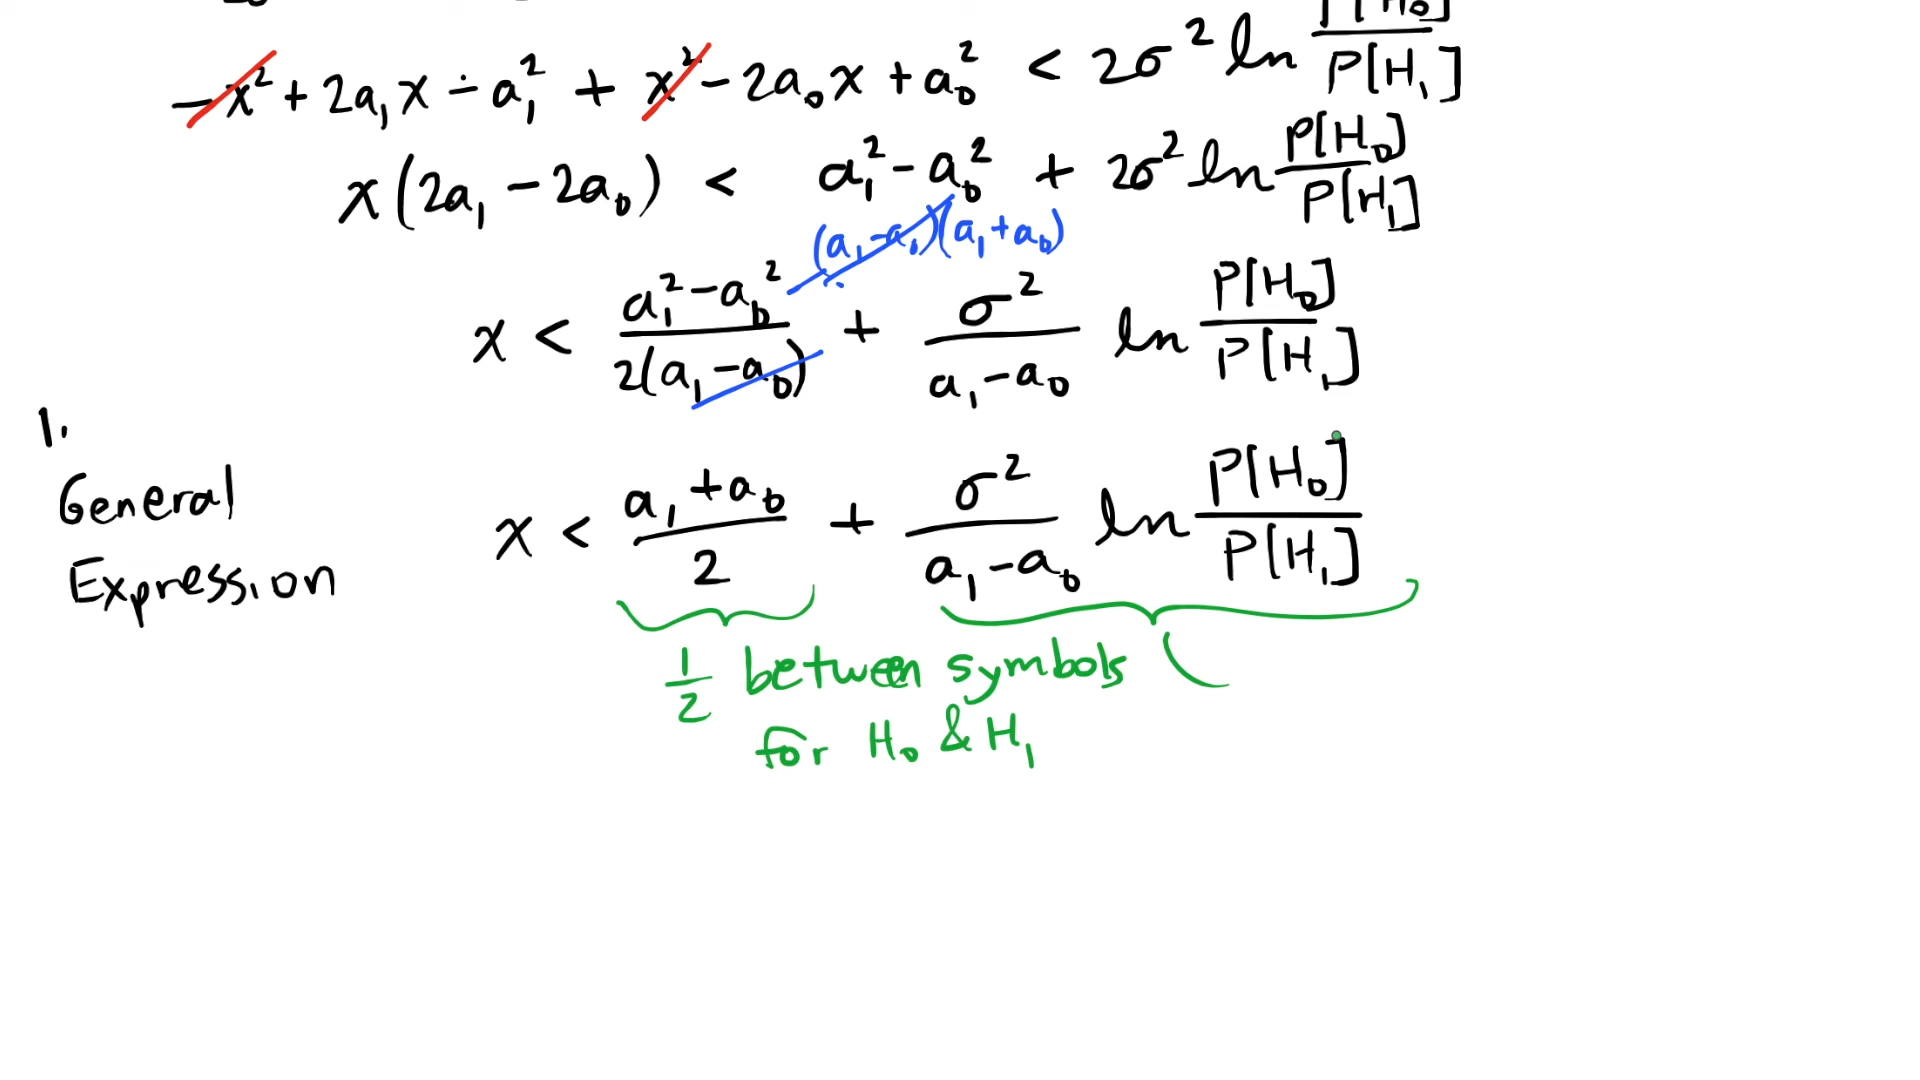 −x² + 2a₁x − a₁² + x² − 2a₀x + a₀² < 2σ² ln P[H₀]/P[H₁]
x(2a₁ − 2a₀) < a₁² − a₀² + 2σ² ln P[H₀]/P[H₁]
(a₁−a₀)(a₁+a₀)
x < (a₁² − a₀²)/(2(a₁ − a₀)) + σ²/(a₁ − a₀) ln P[H₀]/P[H₁]
1.
General
Expression
x < (a₁ + a₀)/2 + σ²/(a₁ − a₀) ln P[H₀]/P[H₁]
½ between symbols
for H₀ & H₁